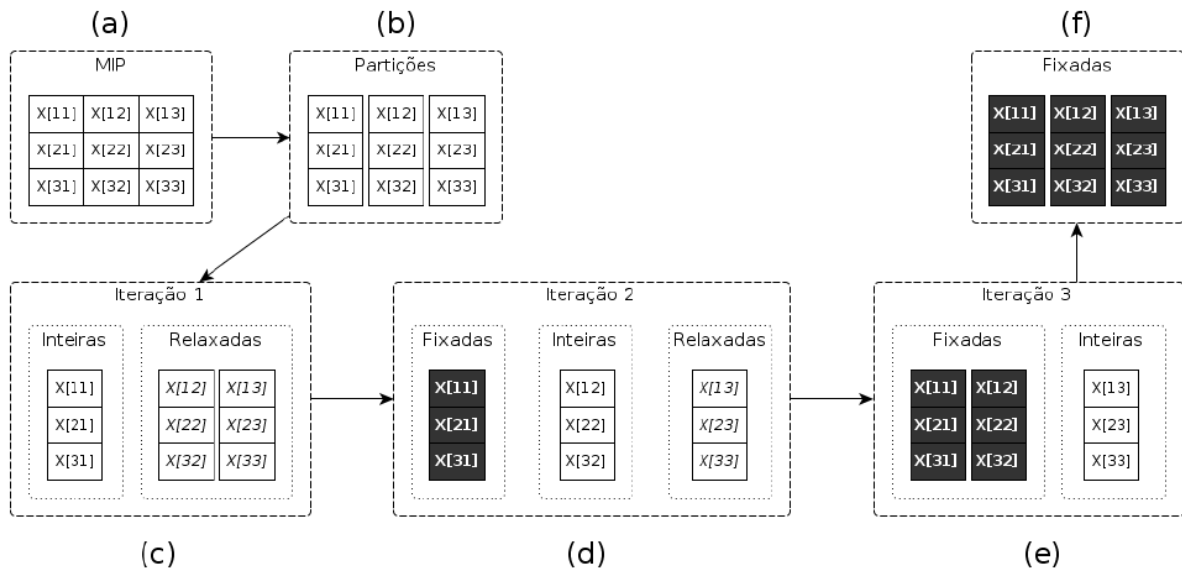 (a) (b) (f)
MIP Partições Fixadas
X[11] X[12] X[13] X[11] X[12] X[13] X[11] X[12] X[13]
X[21] X[22] X[23] X[21] X[22] X[23] X[21] X[22] X[23]
X[31] X[32] X[33] X[31] X[32] X[33] X[31] X[32] X[33]
Iteração 1 Iteração 2 Iteração 3
Inteiras Relaxadas Fixadas Inteiras Relaxadas Fixadas Inteiras
X[11] X[12] X[13] X[11] X[12] X[13] X[11] X[12] X[13]
X[21] X[22] X[23] X[21] X[22] X[23] X[21] X[22] X[23]
X[31] X[32] X[33] X[31] X[32] X[33] X[31] X[32] X[33]
(c) (d) (e)